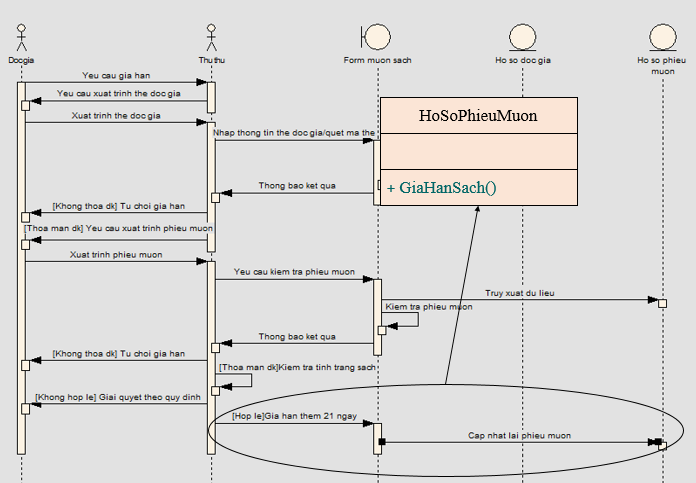 Docgia
Thuthu
Form muon sach
Ho so doc gia
Ho so phieu
muon
Yeu cau gia han
Yeu cau xuat trinh the doc gia
Xuat trinh the doc gia
HoSoPhieuMuon
Nhap thong tin the doc gia/quet ma the
+ GiaHanSach()
Thong bao ket qua
[Khong thoa dk] Tu choi gia han
[Thoa man dk] Yeu cau xuat trinh phieu muon
Xuat trinh phieu muon
Yeu cau kiem tra phieu muon
Truy xuat du lieu
Kiem tra phieu muon
Thong bao ket qua
[Khong thoa dk] Tu choi gia han
[Thoa man dk]Kiem tra tinh trang sach
[Khong hop le] Giai quyet theo quy dinh
[Hop le]Gia han them 21 ngay
Cap nhat lai phieu muon